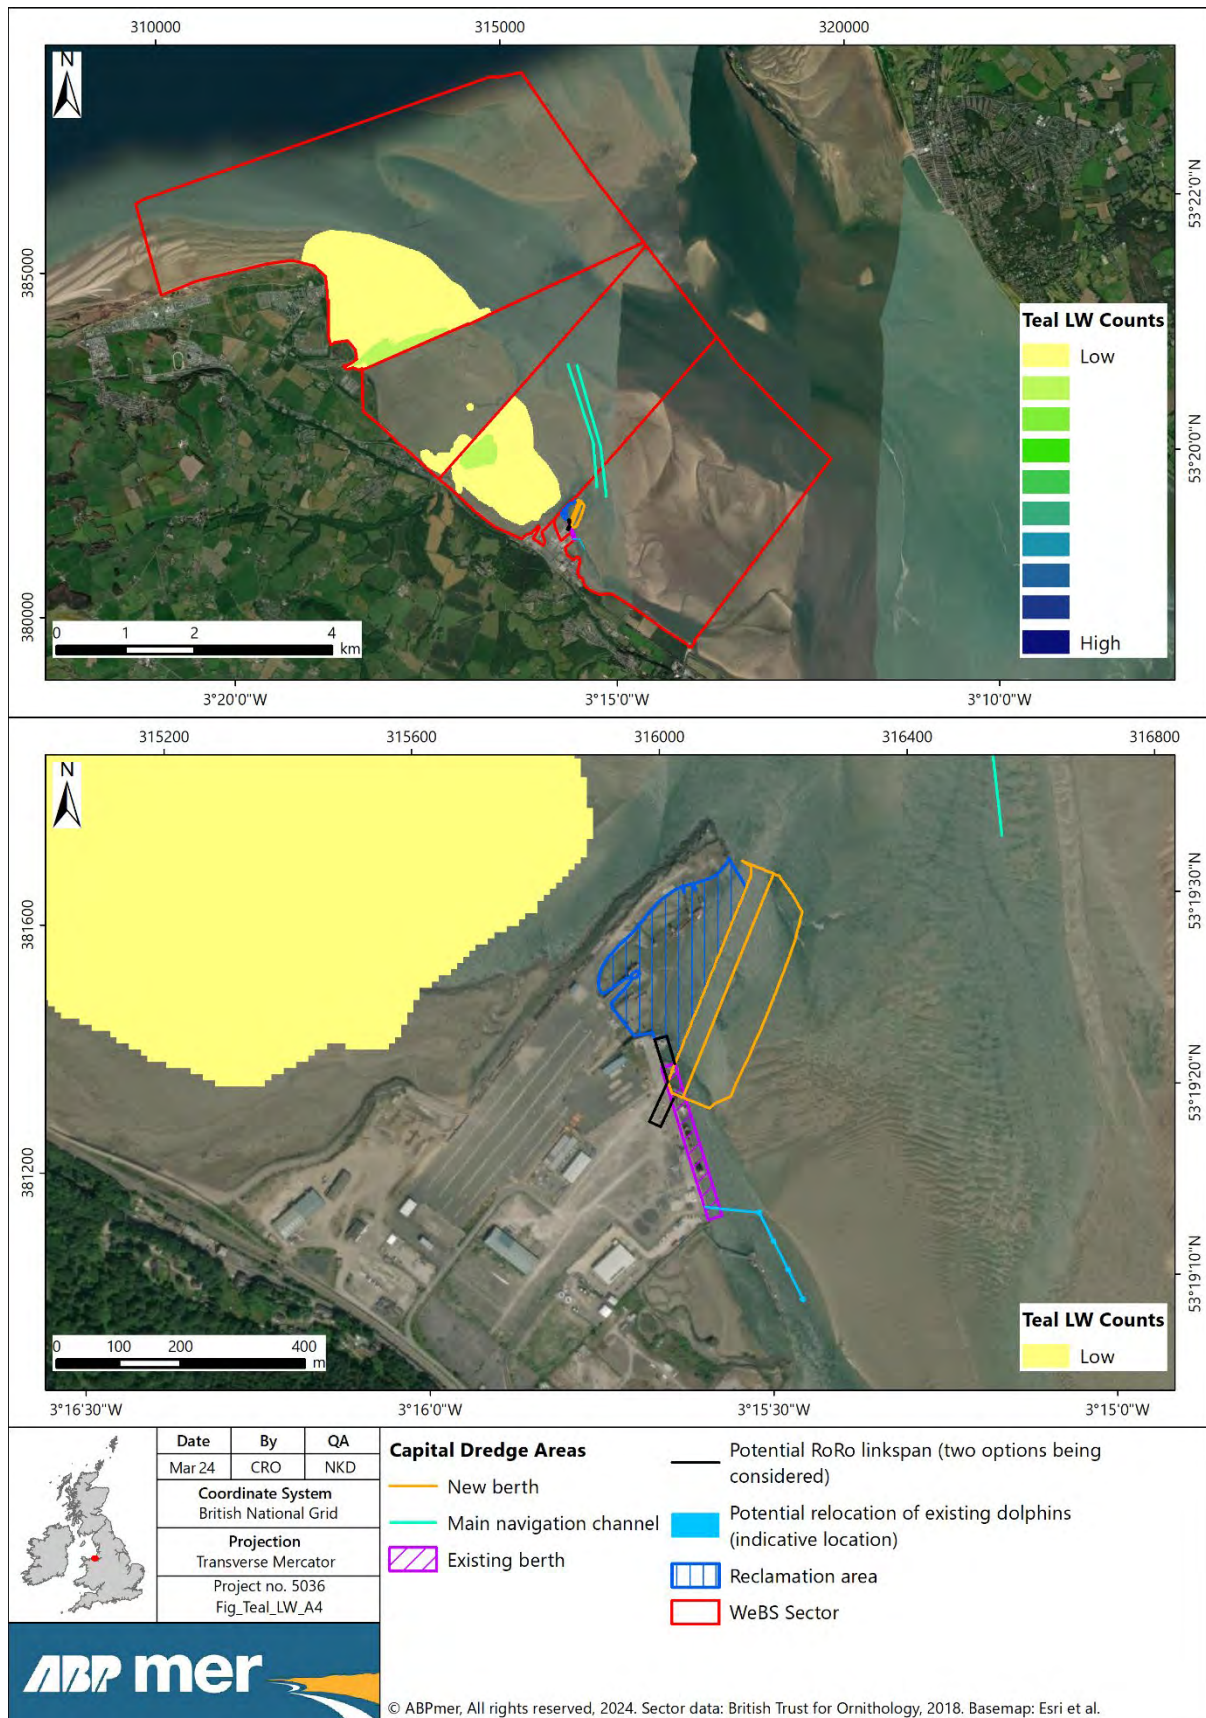 310000
315000
320000
N
385000
380000
53°22'0"N
53°20'0"N
Teal LW Counts
Low
High
0
1
2
4
km
3°20'0"W
3°15'0"W
3°10'0"W
315200
315600
316000
316400
316800
N
381600
381200
53°19'30"N
53°19'20"N
53°19'10"N
Teal LW Counts
Low
0
100
200
400
m
3°16'30"W
3°16'0"W
3°15'30"W
3°15'0"W
Date
By
QA
Mar 24
CRO
NKD
Coordinate System
British National Grid
Projection
Transverse Mercator
Project no. 5036
Fig_Teal_LW_A4
ABP mer
Capital Dredge Areas
New berth
Main navigation channel
Existing berth
Potential RoRo linkspan (two options being
considered)
Potential relocation of existing dolphins
(indicative location)
Reclamation area
WeBS Sector
© ABPmer, All rights reserved, 2024. Sector data: British Trust for Ornithology, 2018. Basemap: Esri et al.